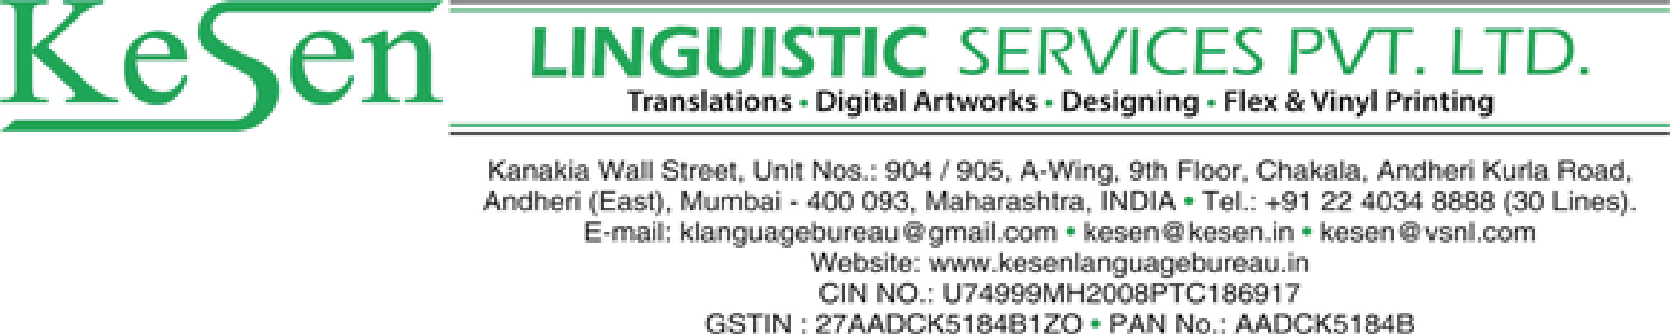 KeSen
LINGUISTIC SERVICES PVT. LTD.
Translations • Digital Artworks • Designing • Flex & Vinyl Printing
Kanakia Wall Street, Unit Nos.: 904 / 905, A-Wing, 9th Floor, Chakala, Andheri Kurla Road,
Andheri (East), Mumbai - 400 093, Maharashtra, INDIA • Tel.: +91 22 4034 8888 (30 Lines).
E-mail: klanguagebureau@gmail.com • kesen@kesen.in • kesen@vsnl.com
Website: www.kesenlanguagebureau.in
CIN NO.: U74999MH2008PTC186917
GSTIN : 27AADCK5184B1ZO • PAN No.: AADCK5184B